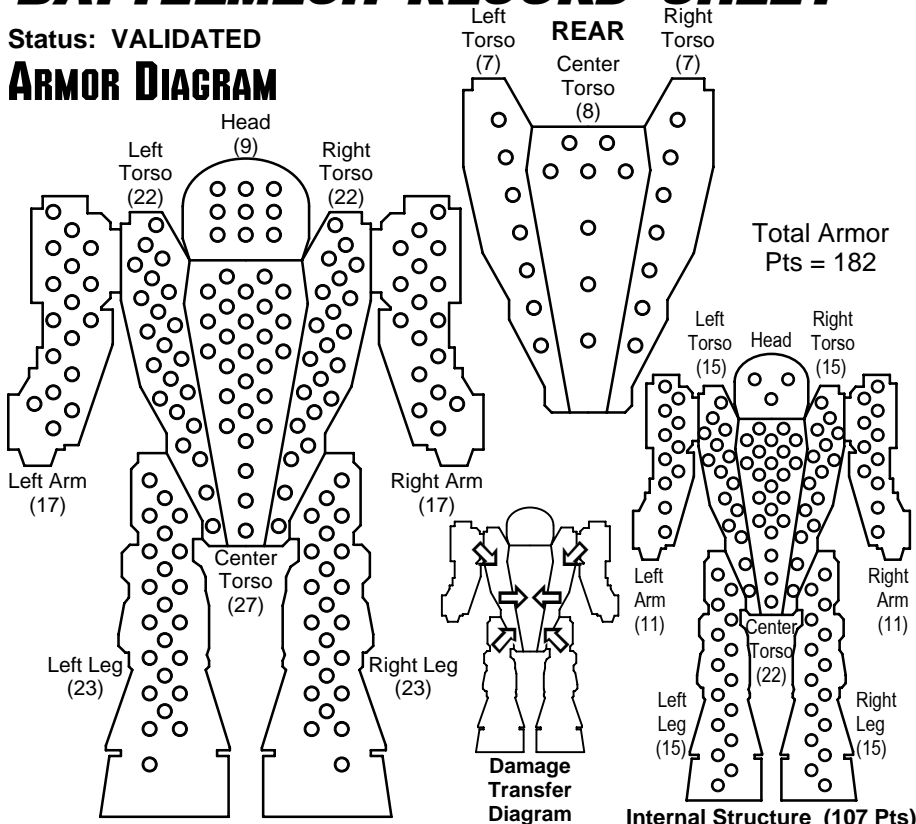 BATTLEMECH RECORD SHEET
Status: VALIDATED
ARMOR DIAGRAM
Left
Torso
(7)
REAR
Center
Torso
(8)
Right
Torso
(7)
Head
(9)
Left
Torso
(22)
Right
Torso
(22)
Total Armor
Pts = 182
Left Arm
(17)
Right Arm
(17)
Center
Torso
(27)
Left Leg
(23)
Right Leg
(23)
Damage
Transfer
Diagram
Left
Torso
(15)
Head
Right
Torso
(15)
Left
Arm
(11)
Right
Arm
(11)
Center
Torso
(22)
Left
Leg
(15)
Right
Leg
(15)
Internal Structure (107 Pts)